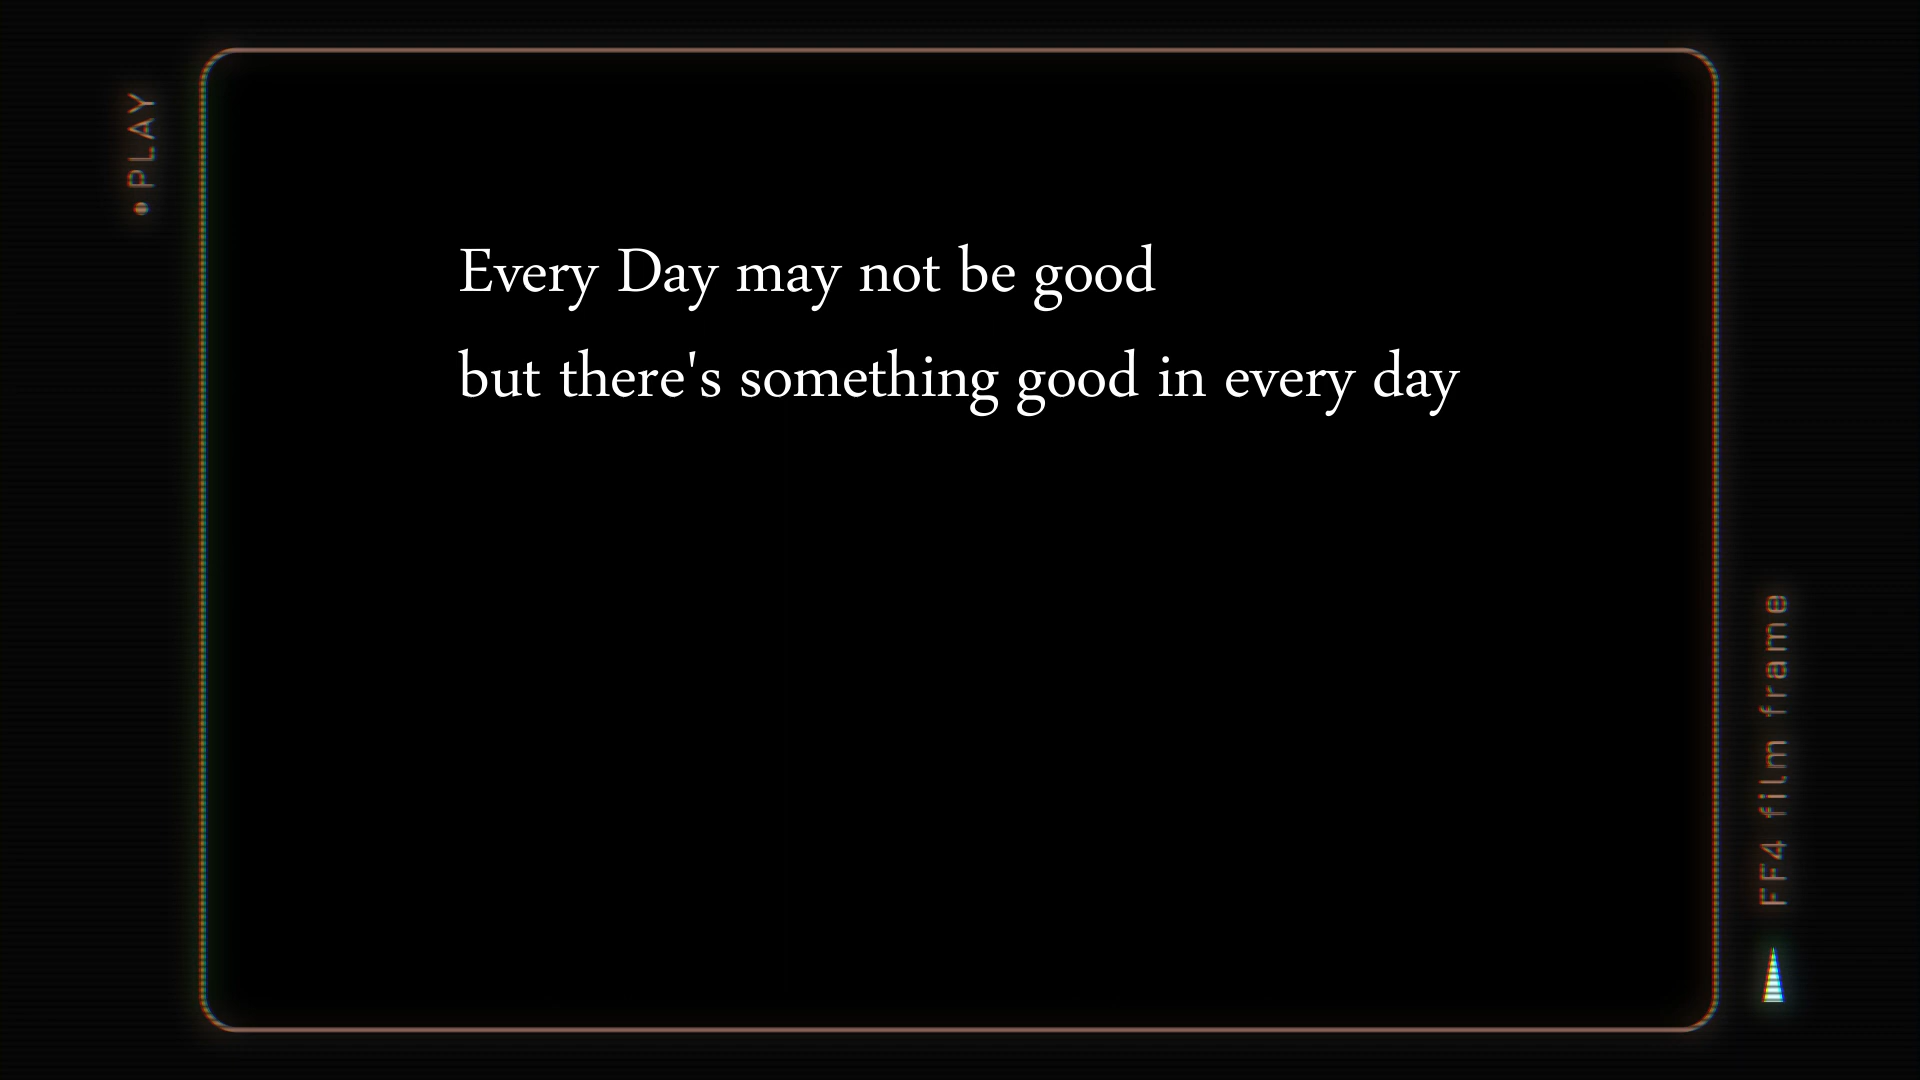 • PLAY
Every Day may not be good
but there's something good in every day
FF4 film frame